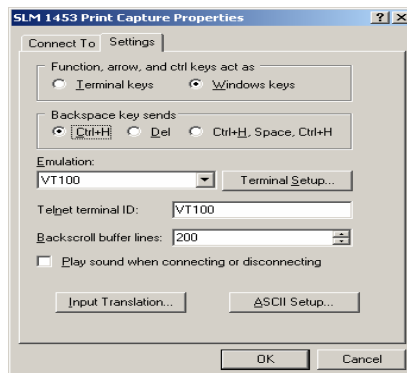 SLM 1453 Print Capture Properties
Connect To Settings
Function, arrow, and ctrl keys act as
Terminal keys Windows keys
Backspace key sends
Ctrl+H Del Ctrl+H, Space, Ctrl+H
Emulation:
VT100 Terminal Setup...
Telnet terminal ID: VT100
Backscroll buffer lines: 200
Play sound when connecting or disconnecting
Input Translation... ASCII Setup...
OK Cancel